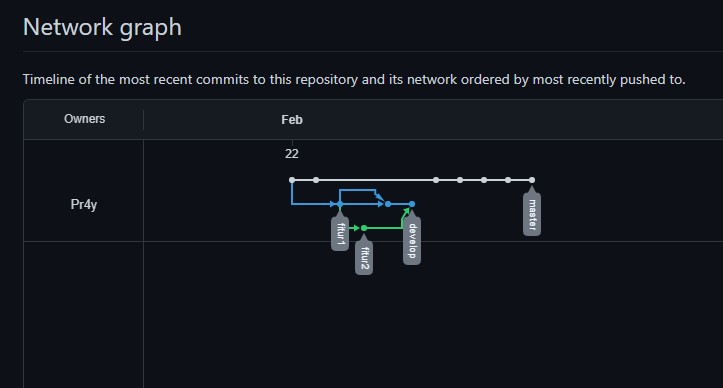 Network graph
Timeline of the most recent commits to this repository and its network ordered by most recently pushed to.
Owners
Feb
22
Pr4y
master
fitur1
develop
fitur2